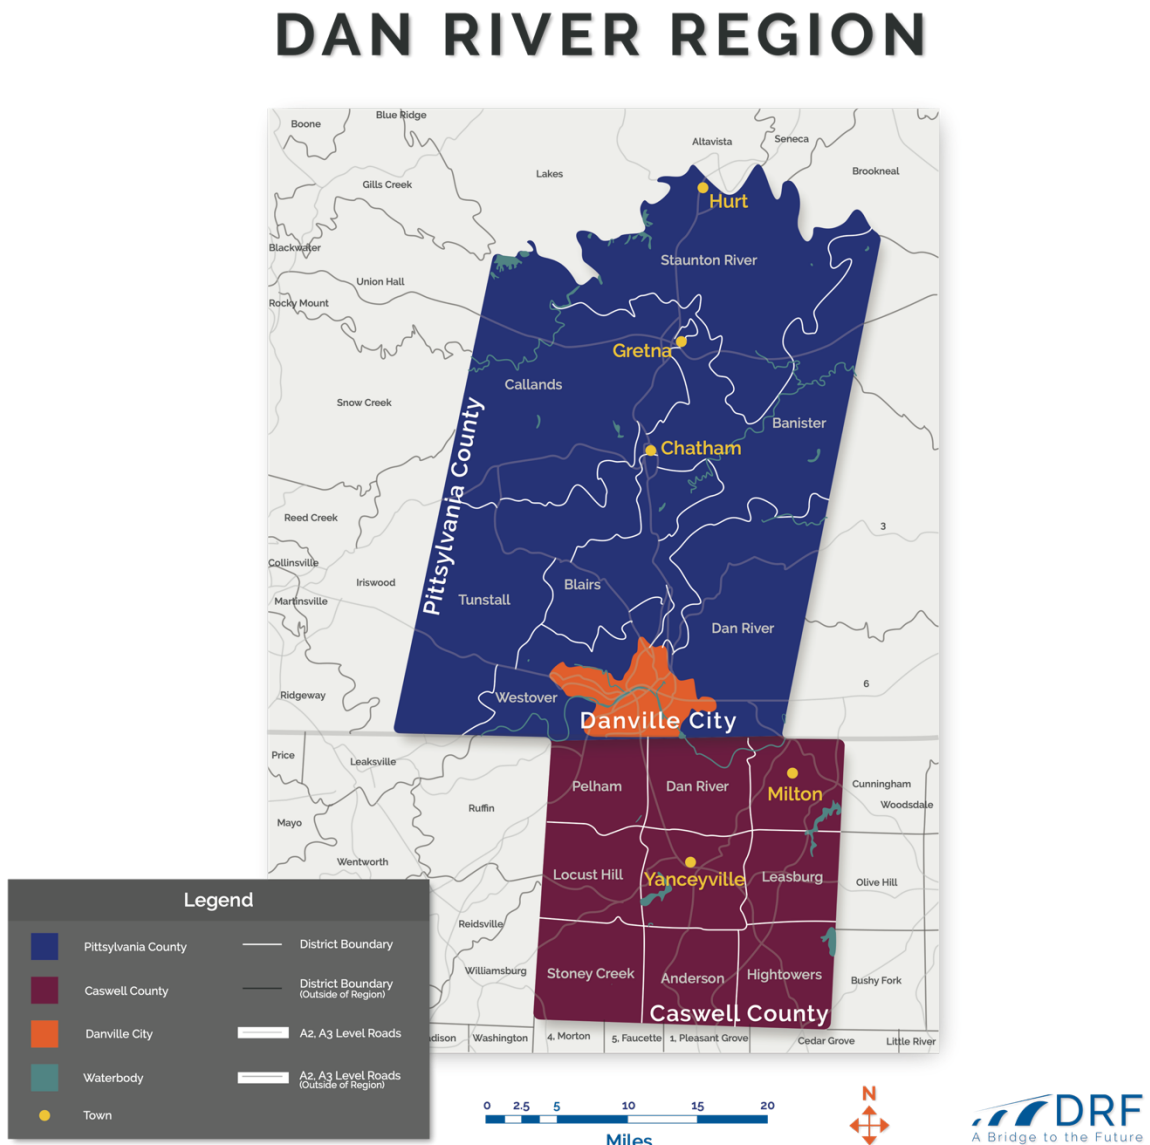 DAN RIVER REGION
Boone
Blue Ridge
Altavista
Seneca
Lakes
Brookneal
Gills Creek
Hurt
Blackwater
Staunton River
Union Hall
Rocky Mount
Gretna
Callands
Snow Creek
Banister
Pittsylvania County
Chatham
Reed Creek
3
Collinsville
Iriswood
Blairs
Martinsville
Tunstall
Dan River
6
Ridgeway
Westover
Danville City
Price
Leaksville
Pelham
Dan River
Milton
Cunningham
Woodsdale
Ruffin
Mayo
Wentworth
Locust Hill
Yanceyville
Leasburg
Olive Hill
Reidsville
Williamsburg
Stoney Creek
Anderson
Hightowers
Bushy Fork
Caswell County
dison
Washington
4, Morton
5, Faucette
1, Pleasant Grove
Cedar Grove
Little River
Legend
Pittsylvania County
District Boundary
Caswell County
District Boundary
(Outside of Region)
Danville City
A2, A3 Level Roads
Waterbody
A2, A3 Level Roads
(Outside of Region)
Town
0 2.5 5 10 15 20
Miles
N
DRF
A Bridge to the Future